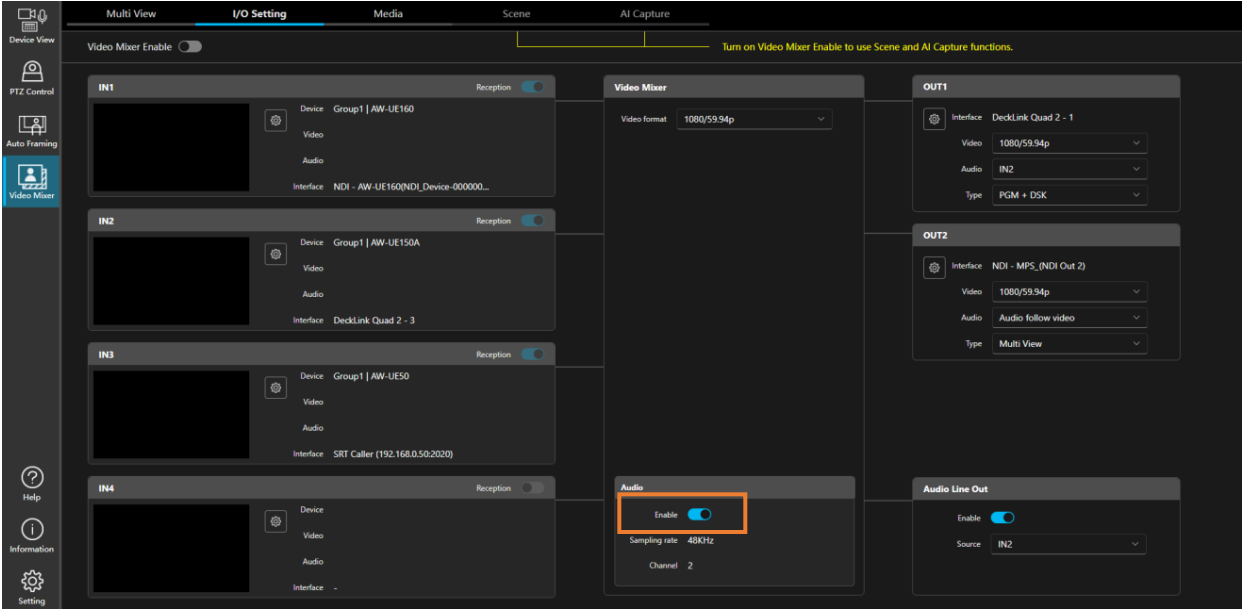 Multi View
I/O Setting
Media
Scene
AI Capture
Device View
PTZ Control
Auto Framing
Video Mixer
Help
Information
Setting
Video Mixer Enable
Turn on Video Mixer Enable to use Scene and AI Capture functions.
IN1
Reception
Device Group1 | AW-UE160
Video
Audio
Interface NDI - AW-UE160(NDI_Device-000000...
IN2
Reception
Device Group1 | AW-UE150A
Video
Audio
Interface DeckLink Quad 2 - 3
IN3
Reception
Device Group1 | AW-UE50
Video
Audio
Interface SRT Caller (192.168.0.50:2020)
IN4
Reception
Device
Video
Audio
Interface -
Video Mixer
Video format 1080/59.94p
Audio
Enable
Sampling rate 48KHz
Channel 2
OUT1
Interface DeckLink Quad 2 - 1
Video 1080/59.94p
Audio IN2
Type PGM + DSK
OUT2
Interface NDI - MPS_(NDI Out 2)
Video 1080/59.94p
Audio Audio follow video
Type Multi View
Audio Line Out
Enable
Source IN2